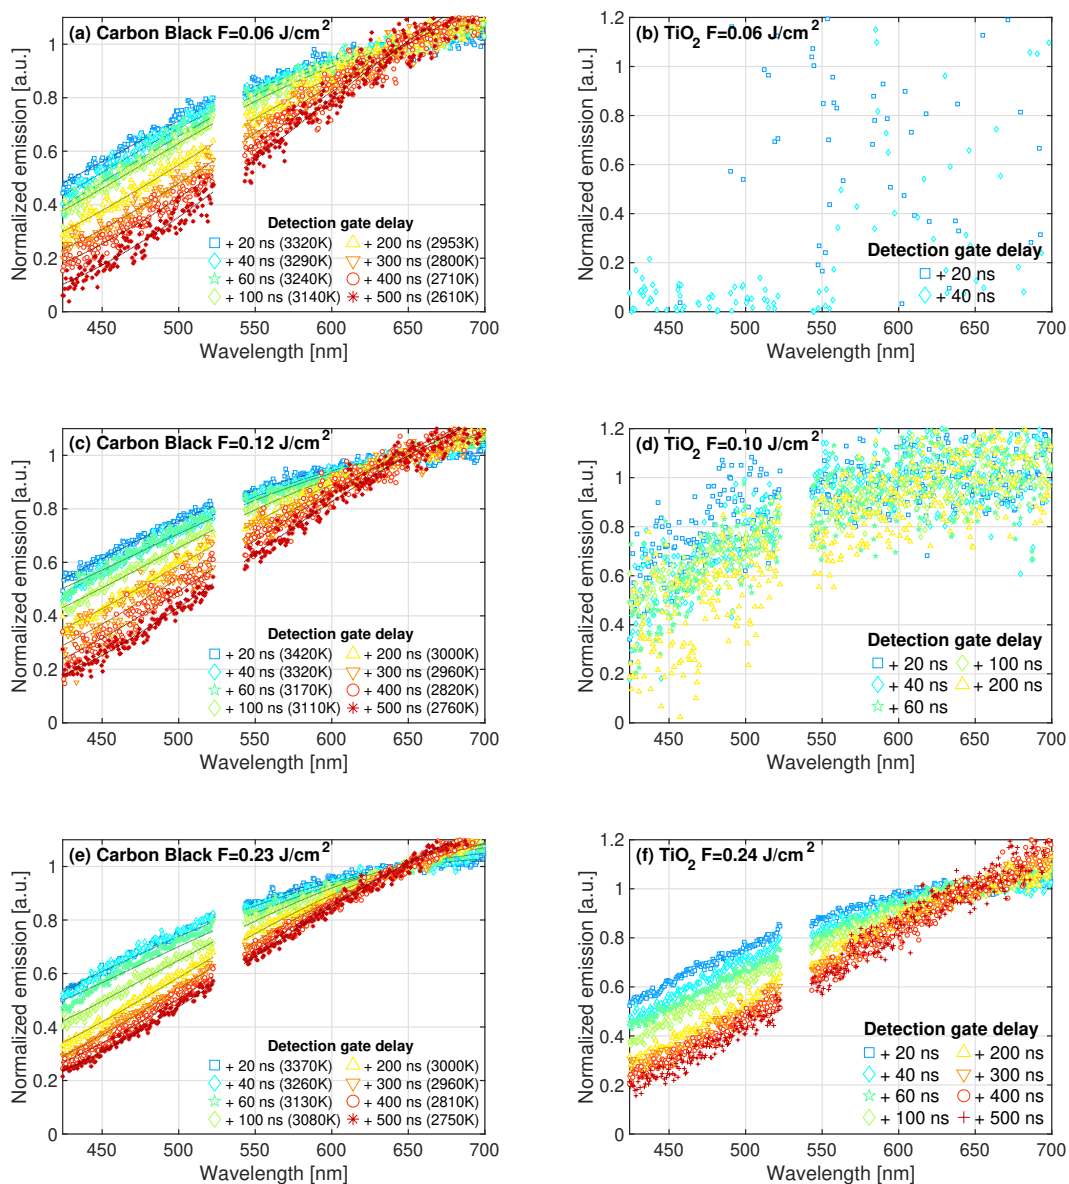 (a) Carbon Black F=0.06 J/cm²
Normalized emission [a.u.]
1
0.8
0.6
0.4
0.2
0
Detection gate delay
+ 20 ns (3320K) + 200 ns (2953K)
+ 40 ns (3290K) + 300 ns (2800K)
+ 60 ns (3240K) + 400 ns (2710K)
+ 100 ns (3140K) + 500 ns (2610K)
450 500 550 600 650 700
Wavelength [nm]
(b) TiO₂ F=0.06 J/cm²
Normalized emission [a.u.]
1.2
1
0.8
0.6
0.4
0.2
0
Detection gate delay
+ 20 ns
+ 40 ns
450 500 550 600 650 700
Wavelength [nm]
(c) Carbon Black F=0.12 J/cm²
Normalized emission [a.u.]
1
0.8
0.6
0.4
0.2
0
Detection gate delay
+ 20 ns (3420K) + 200 ns (3000K)
+ 40 ns (3320K) + 300 ns (2960K)
+ 60 ns (3170K) + 400 ns (2820K)
+ 100 ns (3110K) + 500 ns (2760K)
450 500 550 600 650 700
Wavelength [nm]
(d) TiO₂ F=0.10 J/cm²
Normalized emission [a.u.]
1.2
1
0.8
0.6
0.4
0.2
0
Detection gate delay
+ 20 ns + 100 ns
+ 40 ns + 200 ns
+ 60 ns
450 500 550 600 650 700
Wavelength [nm]
(e) Carbon Black F=0.23 J/cm²
Normalized emission [a.u.]
1
0.8
0.6
0.4
0.2
0
Detection gate delay
+ 20 ns (3370K) + 200 ns (3000K)
+ 40 ns (3260K) + 300 ns (2960K)
+ 60 ns (3130K) + 400 ns (2810K)
+ 100 ns (3080K) + 500 ns (2750K)
450 500 550 600 650 700
Wavelength [nm]
(f) TiO₂ F=0.24 J/cm²
Normalized emission [a.u.]
1.2
1
0.8
0.6
0.4
0.2
0
Detection gate delay
+ 20 ns + 200 ns
+ 40 ns + 300 ns
+ 60 ns + 400 ns
+ 100 ns + 500 ns
450 500 550 600 650 700
Wavelength [nm]